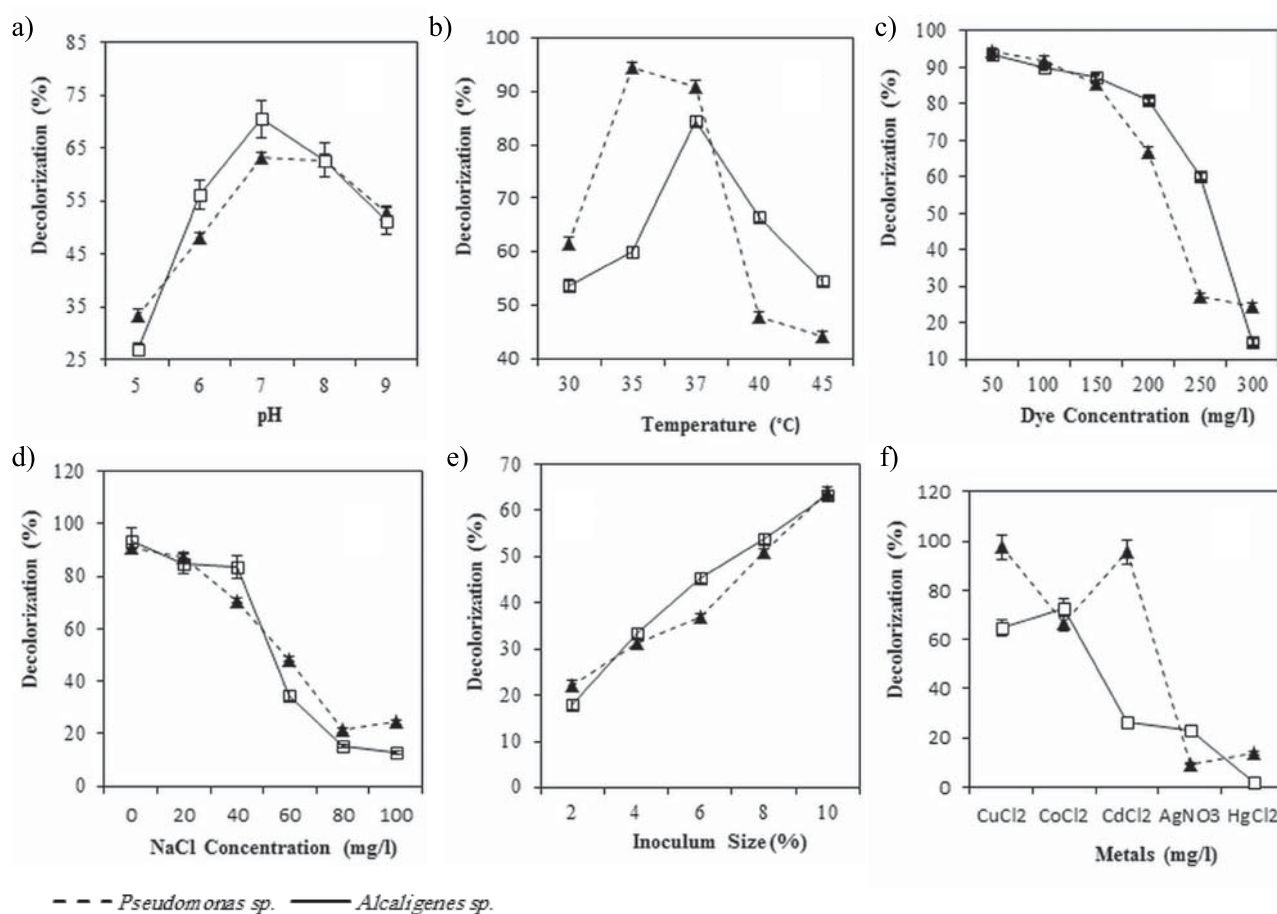 a)
Decolorization (%)
85
75
65
55
45
35
25
5 6 7 8 9
pH
b)
Decolorization (%)
100
90
80
70
60
50
40
30 35 37 40 45
Temperature (°C)
c)
Decolorization (%)
100
90
80
70
60
50
40
30
20
10
50 100 150 200 250 300
Dye Concentration (mg/l)
d)
Decolorization (%)
120
100
80
60
40
20
0
0 20 40 60 80 100
NaCl Concentration (mg/l)
e)
Decolorization (%)
70
60
50
40
30
20
10
0
2 4 6 8 10
Inoculum Size(%)
f)
Decolorization (%)
120
100
80
60
40
20
0
CuCl2 CoCl2 CdCl2 AgNO3 HgCl2
Metals (mg/l)
Pseudomonas sp. Alcaligenes sp.